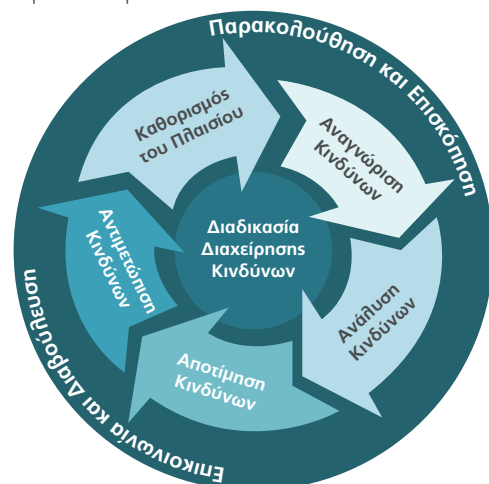 Παρακολούθηση και Επισκόπηση
Καθορισμός
του Πλαισίου
Αναγνώριση
Κινδύνων
Διαδικασία
Διαχείρησης
Κινδύνων
Αντιμετώπιση
Κινδύνων
Ανάλυση
Κινδύνων
Αποτίμηση
Κινδύνων
Επικοινωνία και Διαβούλευση